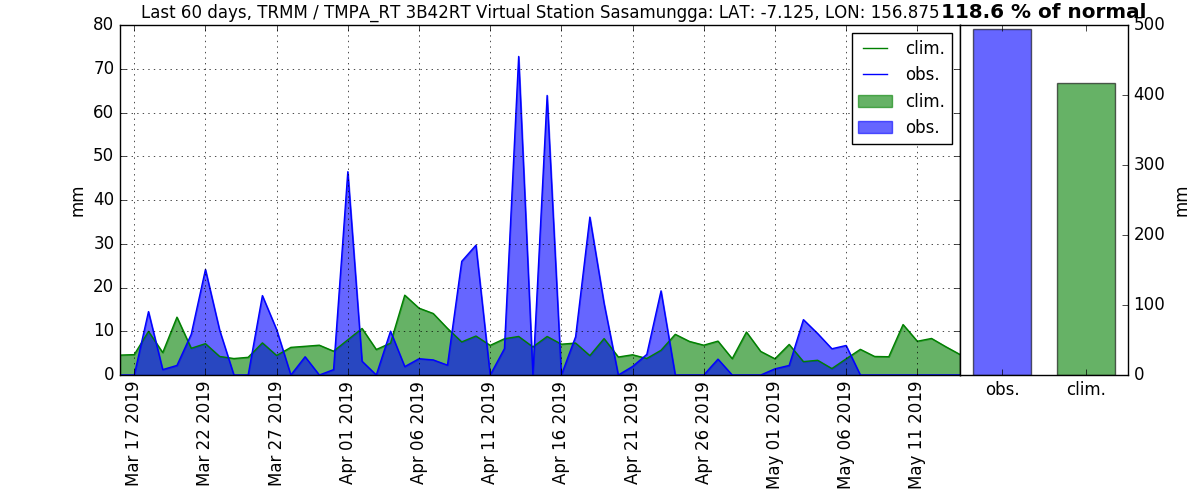 Last 60 days, TRMM / TMPA_RT 3B42RT Virtual Station Sasamungga: LAT: -7.125, LON: 156.875
118.6 % of normal
80
70
60
50
40
30
20
10
0
mm
clim.
obs.
clim.
obs.
Mar 17 2019
Mar 22 2019
Mar 27 2019
Apr 01 2019
Apr 06 2019
Apr 11 2019
Apr 16 2019
Apr 21 2019
Apr 26 2019
May 01 2019
May 06 2019
May 11 2019
500
400
300
200
100
0
mm
obs.
clim.